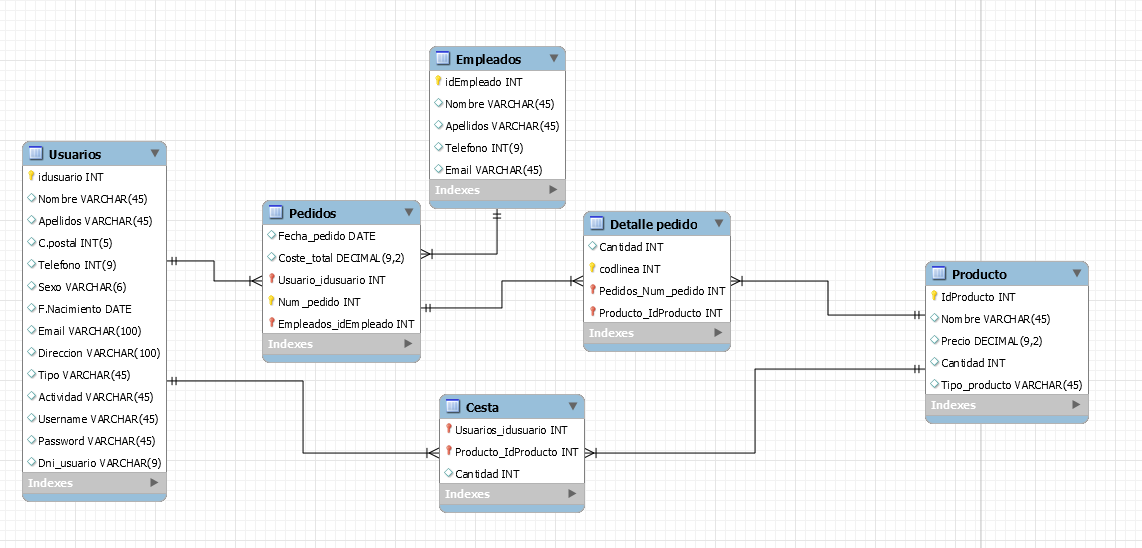 Empleados
idEmpleado INT
Nombre VARCHAR(45)
Apellidos VARCHAR(45)
Telefono INT(9)
Email VARCHAR(45)
Indexes
Usuarios
idusuario INT
Nombre VARCHAR(45)
Apellidos VARCHAR(45)
C.postal INT(5)
Telefono INT(9)
Sexo VARCHAR(6)
F.Nacimiento DATE
Email VARCHAR(100)
Direccion VARCHAR(100)
Tipo VARCHAR(45)
Actividad VARCHAR(45)
Username VARCHAR(45)
Password VARCHAR(45)
Dni_usuario VARCHAR(9)
Indexes
Pedidos
Fecha_pedido DATE
Coste_total DECIMAL(9,2)
Usuario_idusuario INT
Num_pedido INT
Empleados_idEmpleado INT
Indexes
Detalle pedido
Cantidad INT
codlinea INT
Pedidos_Num_pedido INT
Producto_IdProducto INT
Indexes
Producto
IdProducto INT
Nombre VARCHAR(45)
Precio DECIMAL(9,2)
Cantidad INT
Tipo_producto VARCHAR(45)
Indexes
Cesta
Usuarios_idusuario INT
Producto_IdProducto INT
Cantidad INT
Indexes